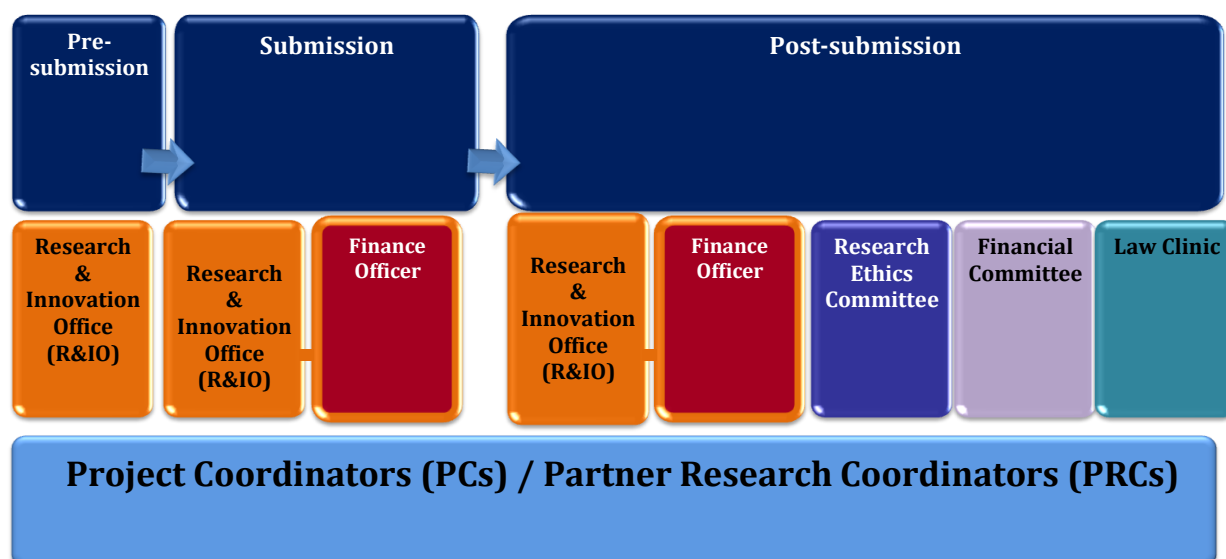 Pre-
submission
Submission
Post-submission
Research
&
Innovation
Office
(R&IO)
Research
&
Innovation
Office
(R&IO)
Finance
Officer
Research
&
Innovation
Office
(R&IO)
Finance
Officer
Research
Ethics
Committee
Financial
Committee
Law Clinic
Project Coordinators (PCs) / Partner Research Coordinators (PRCs)